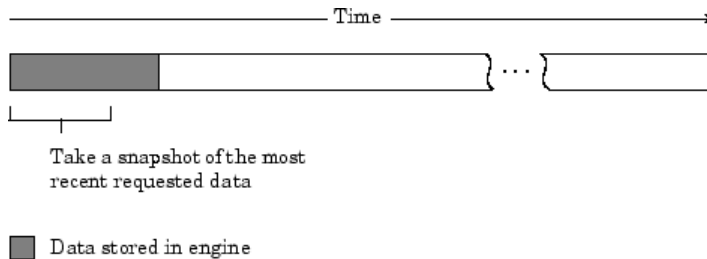 Time
...
Take a snapshot of the most
recent requested data
Data stored in engine